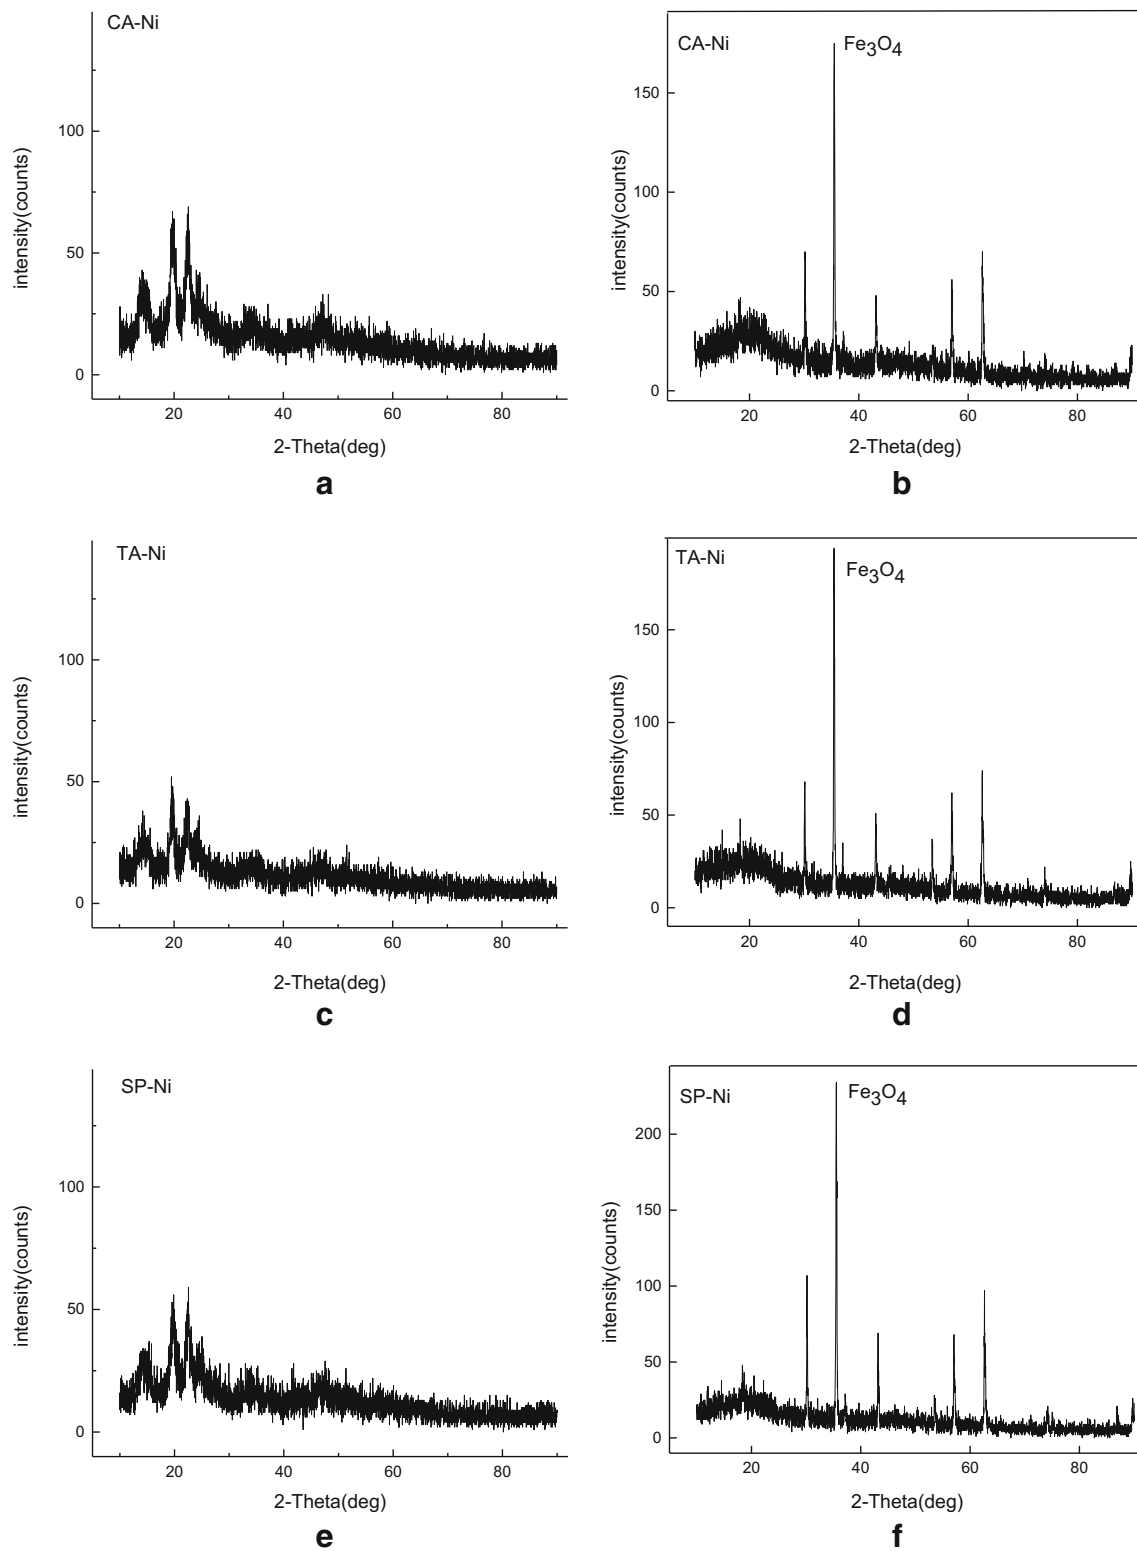 CA-Ni
intensity(counts)
100
50
0
20 40 60 80
2-Theta(deg)
a
CA-Ni
Fe3O4
intensity(counts)
150
100
50
0
20 40 60 80
2-Theta(deg)
b
TA-Ni
intensity(counts)
100
50
0
20 40 60 80
2-Theta(deg)
c
TA-Ni
Fe3O4
intensity(counts)
150
100
50
0
20 40 60 80
2-Theta(deg)
d
SP-Ni
intensity(counts)
100
50
0
20 40 60 80
2-Theta(deg)
e
SP-Ni
Fe3O4
intensity(counts)
200
150
100
50
0
20 40 60 80
2-Theta(deg)
f